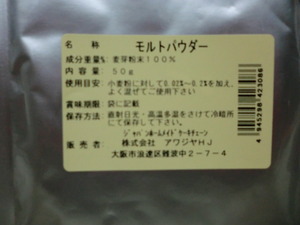 名 称 モルトパウダー
成分重量%: 麦芽粉末100%
内 容 量: 50g
使用目安: 小麦粉に対して0.02%~0.2%を加え、
よく混ぜてご使用下さい
賞味期限: 袋に記載
保存方法: 直射日光・高温多湿をさけて冷暗所
にて保存して下さい。
ジャパンホームメイドケーキチェーン
販 売 者: 株式会社 アワジヤHJ
大阪市浪速区難波中2-7-4
4945288423086